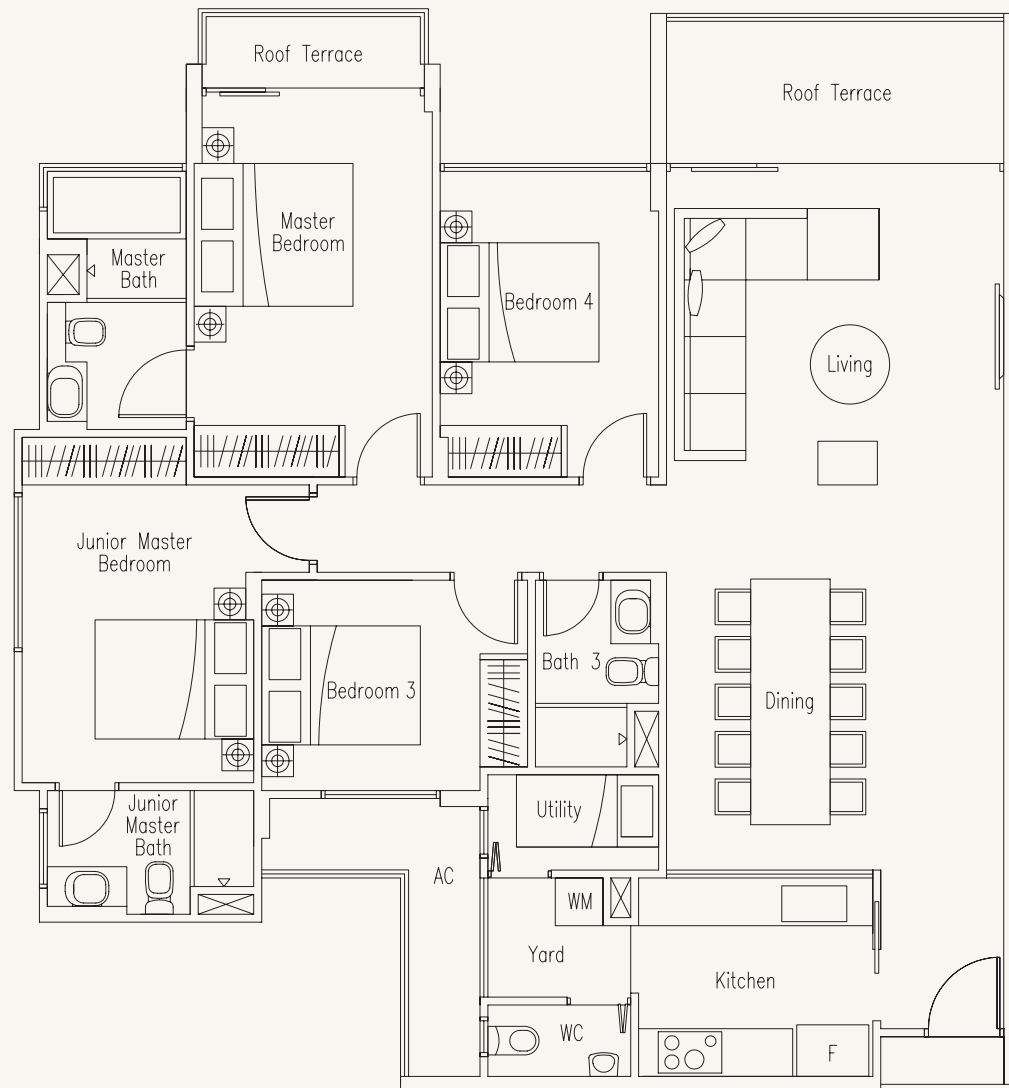 Roof Terrace
Roof Terrace
Master
Bedroom
Master
Bath
Bedroom 4
Living
Junior Master
Bedroom
Bedroom 3
Bath 3
Dining
Junior
Master
Bath
Utility
AC
WM
Yard
Kitchen
WC
F